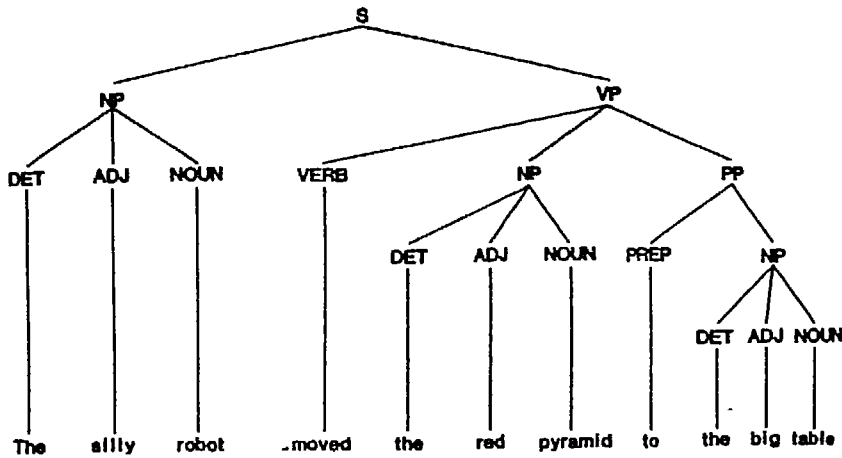 S
NP VP
DET ADJ NOUN VERB NP PP
DET ADJ NOUN PREP NP
DET ADJ NOUN
The silly robot moved the red pyramid to the big table